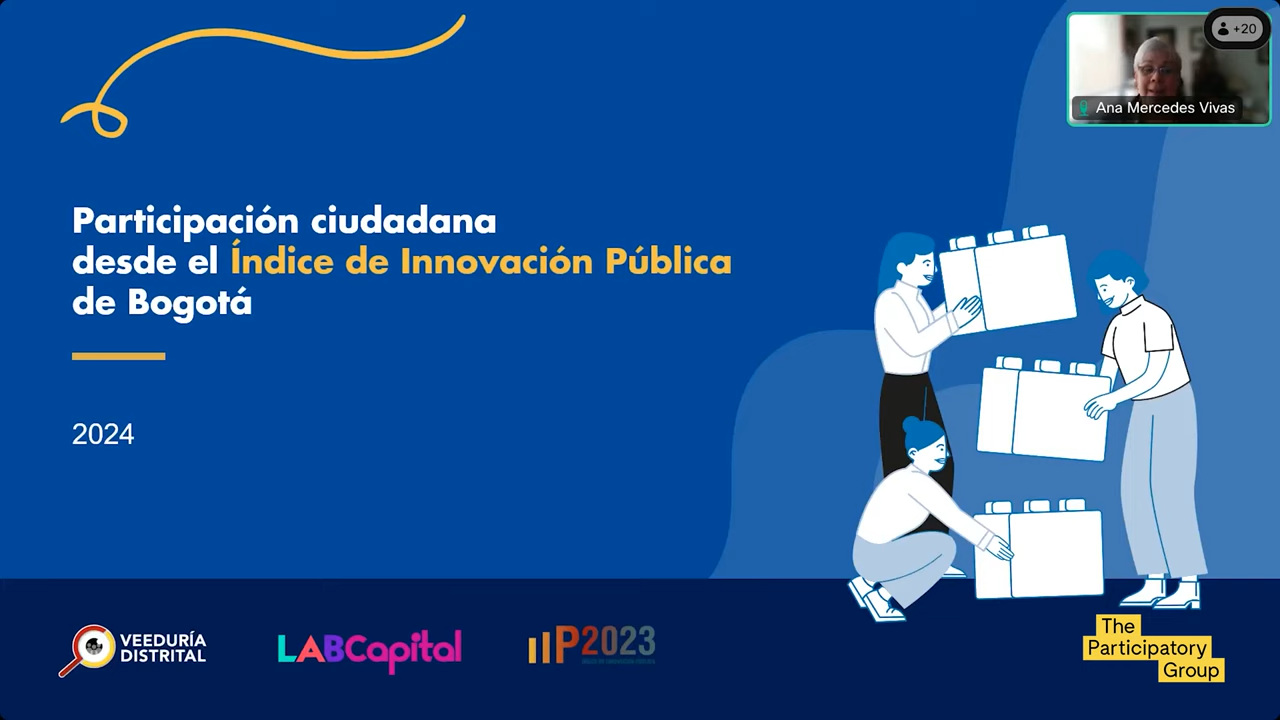 +20
Ana Mercedes Vivas
Participación ciudadana
desde el Índice de Innovación Pública
de Bogotá
2024
VEEDURÍA
DISTRITAL
LABCapital
IIP2023
The
Participatory
Group